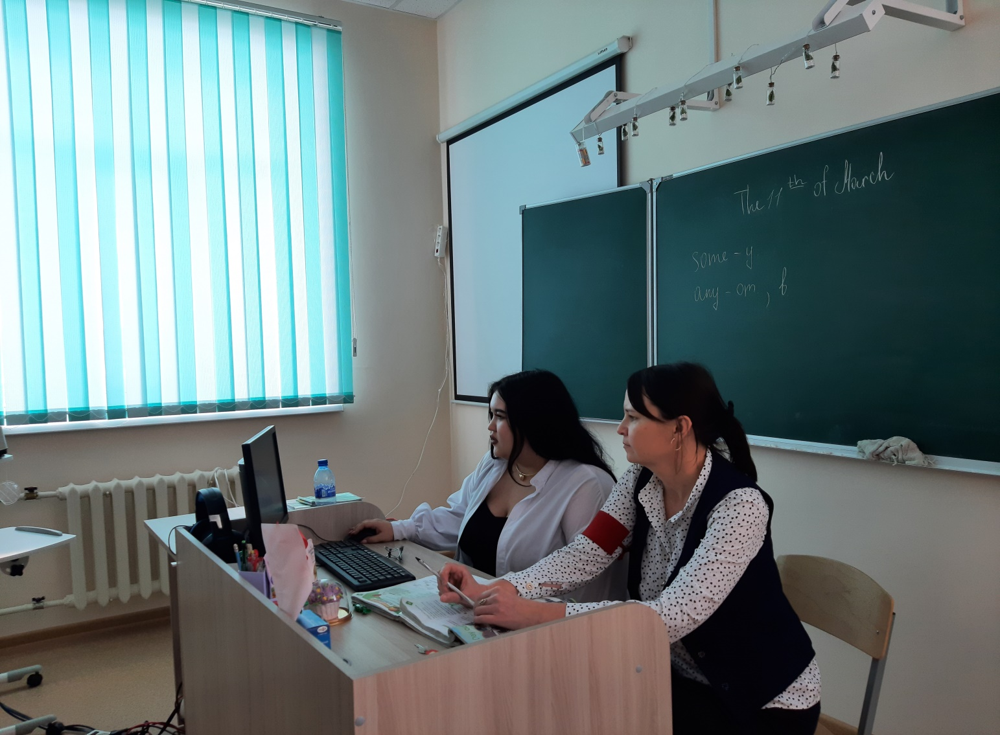 The 11th of March
some - у
any - от, в